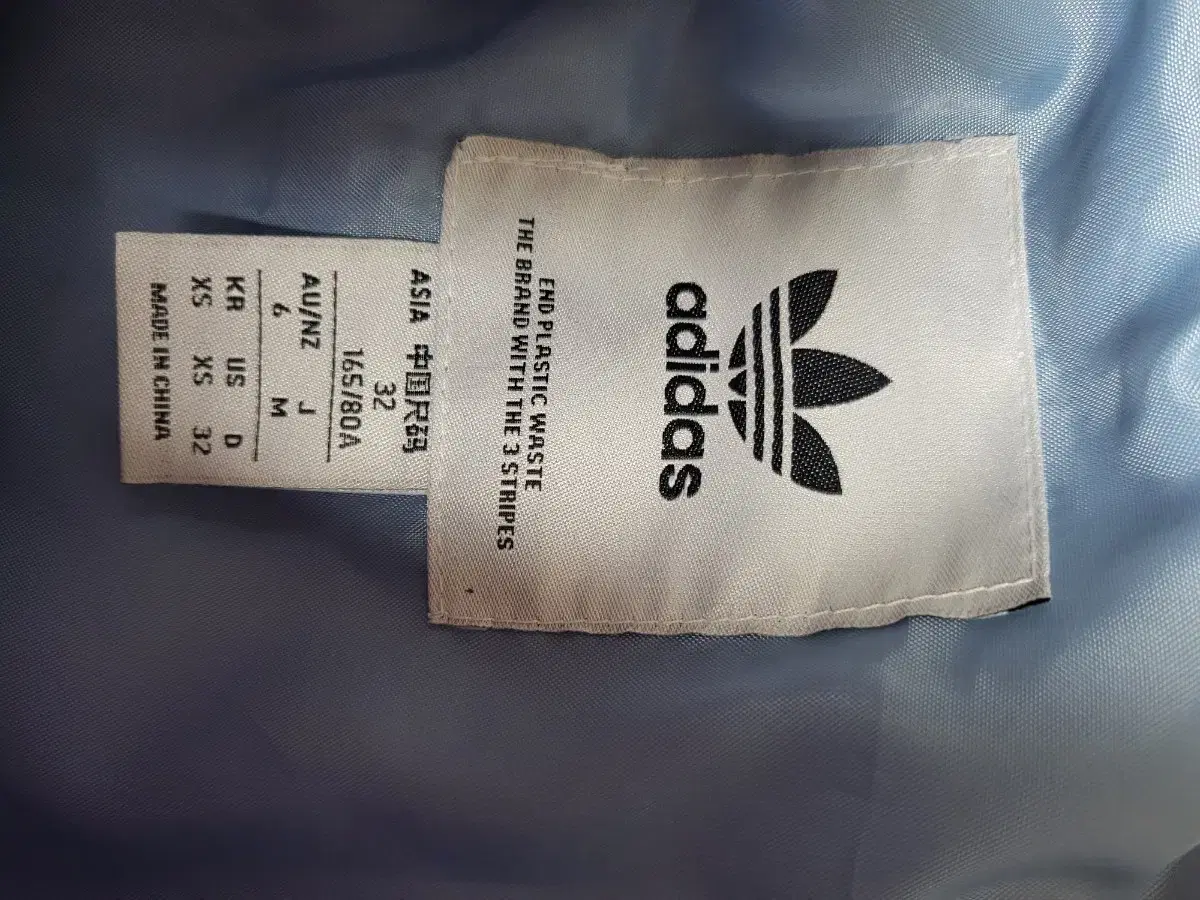 adidas
END PLASTIC WASTE
THE BRAND WITH THE 3 STRIPES
ASIA 中国尺码
32
165/80A
AU/NZ J
6 M
KR US D
XS XS 32
MADE IN CHINA